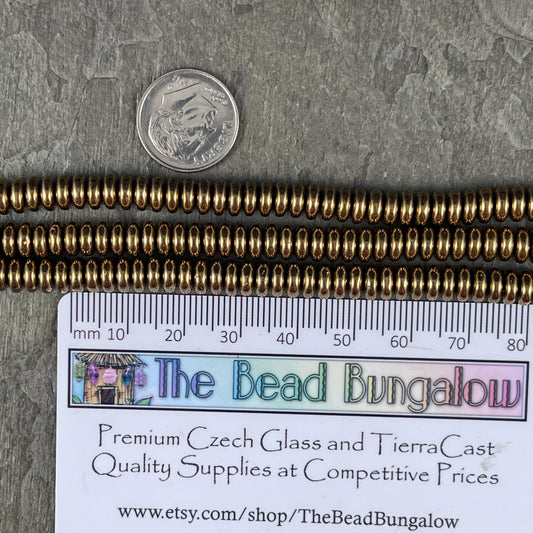 LIBERTY
mm 10 20 30 40 50 60 70 80
The Bead Bungalow
Premium Czech Glass and TierraCast
Quality Supplies at Competitive Prices
www.etsy.com/shop/TheBeadBungalow